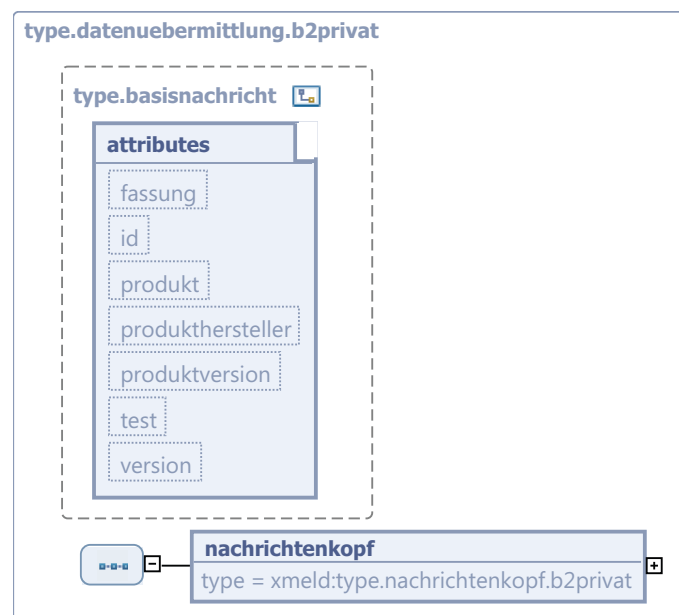 type.datenuebermittlung.b2privat
type.basisnachricht
attributes
fassung
id
produkt
produkthersteller
produktversion
test
version
nachrichtenkopf
type = xmeld:type.nachrichtenkopf.b2privat